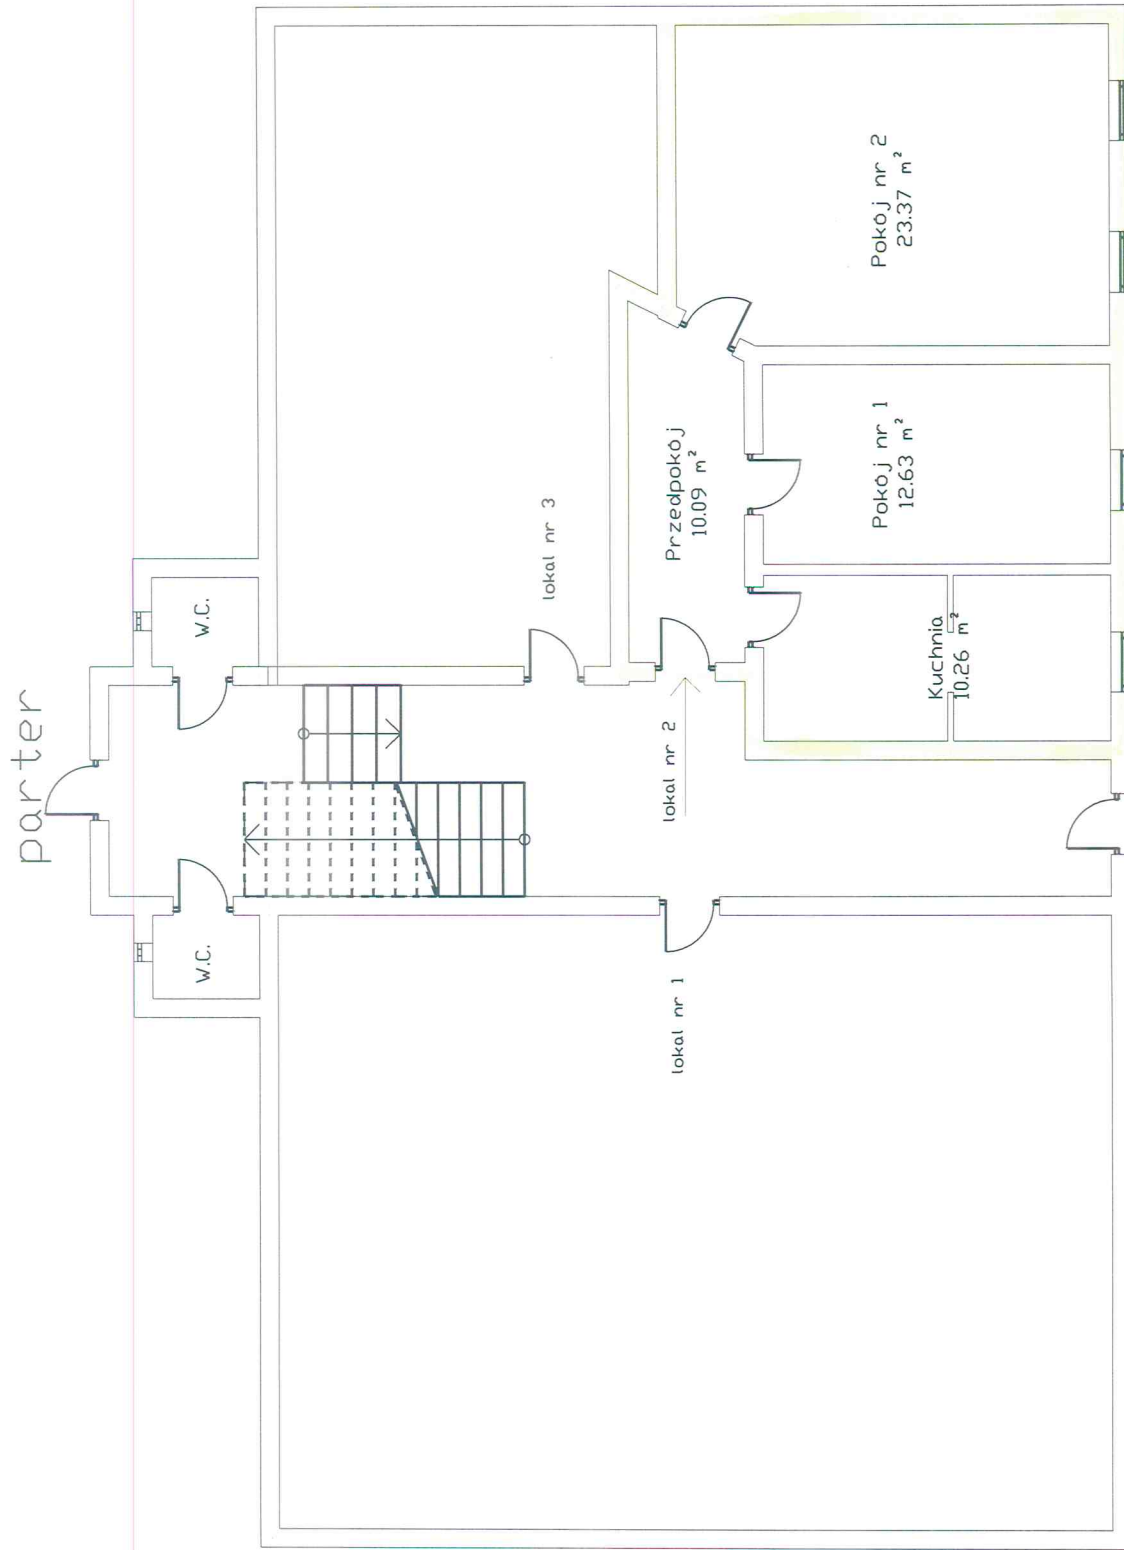 parter
W.C.
W.C.
lokal nr 1
lokal nr 2
lokal nr 3
Przedpokój
10.09 m²
Kuchnia
10.26 m²
Pokój nr 1
12.63 m²
Pokój nr 2
23.37 m²